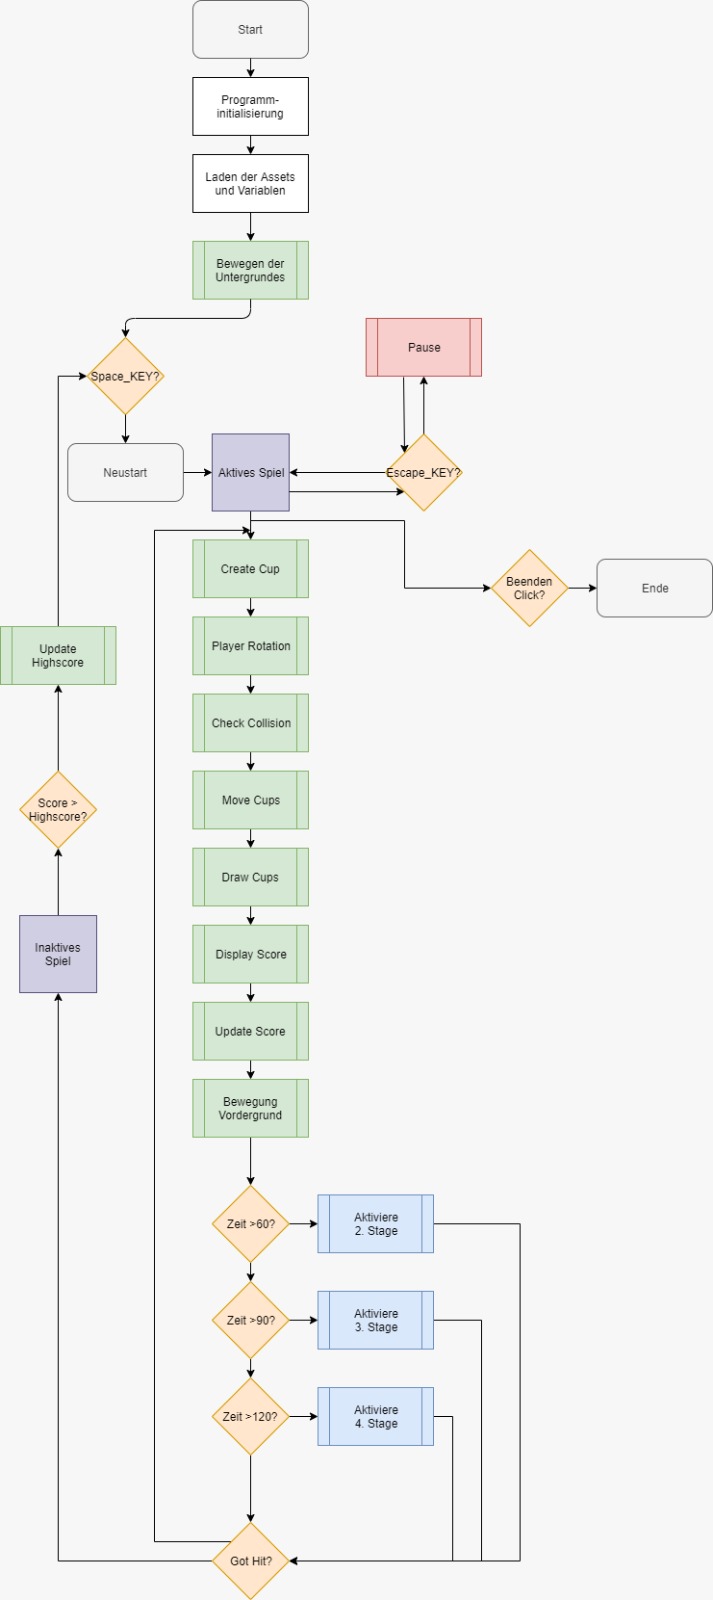 Start
Programm-
initialisierung
Laden der Assets
und Variablen
Bewegen der
Untergrundes
Space_KEY?
Pause
Neustart
Aktives Spiel
Escape_KEY?
Create Cup
Beenden
Click?
Ende
Update
Highscore
Player Rotation
Check Collision
Score >
Highscore?
Move Cups
Draw Cups
Inaktives
Spiel
Display Score
Update Score
Bewegung
Vordergrund
Zeit >60?
Aktiviere
2. Stage
Zeit >90?
Aktiviere
3. Stage
Zeit >120?
Aktiviere
4. Stage
Got Hit?